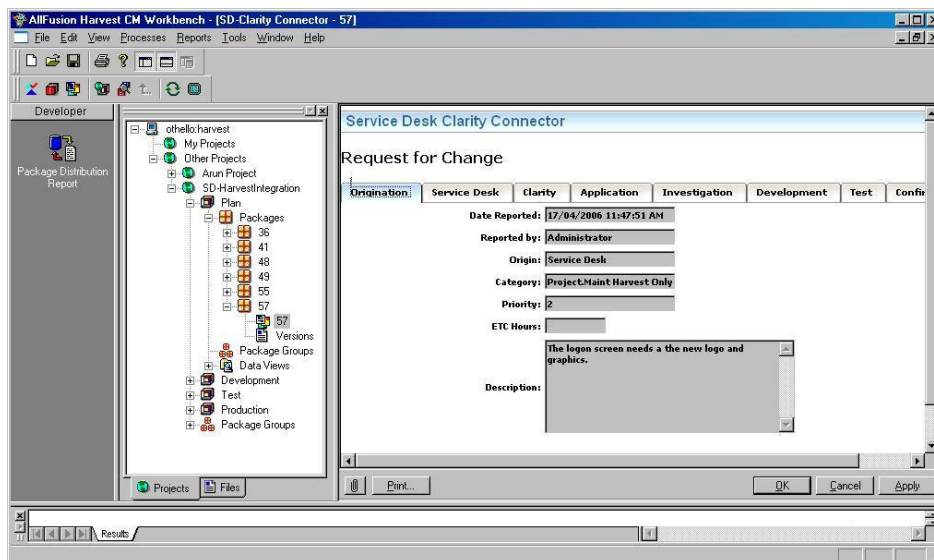 AllFusion Harvest CM Workbench - [SD-Clarity Connector - 57]
File Edit View Processes Reports Tools Window Help
Developer
Package Distribution
Report
othello:harvest
My Projects
Other Projects
Arun Project
SD-HarvestIntegration
Plan
Packages
36
41
48
49
55
57
57
Versions
Package Groups
Data Views
Development
Test
Production
Package Groups
Projects Files
Service Desk Clarity Connector
Request for Change
Origination Service Desk Clarity Application Investigation Development Test Confir
Date Reported: 17/04/2006 11:47:51 AM
Reported by: Administrator
Origin: Service Desk
Category: Project.Maint Harvest Only
Priority: 2
ETC Hours:
Description: The logon screen needs a the new logo and
graphics.
Print... OK Cancel Apply
Results